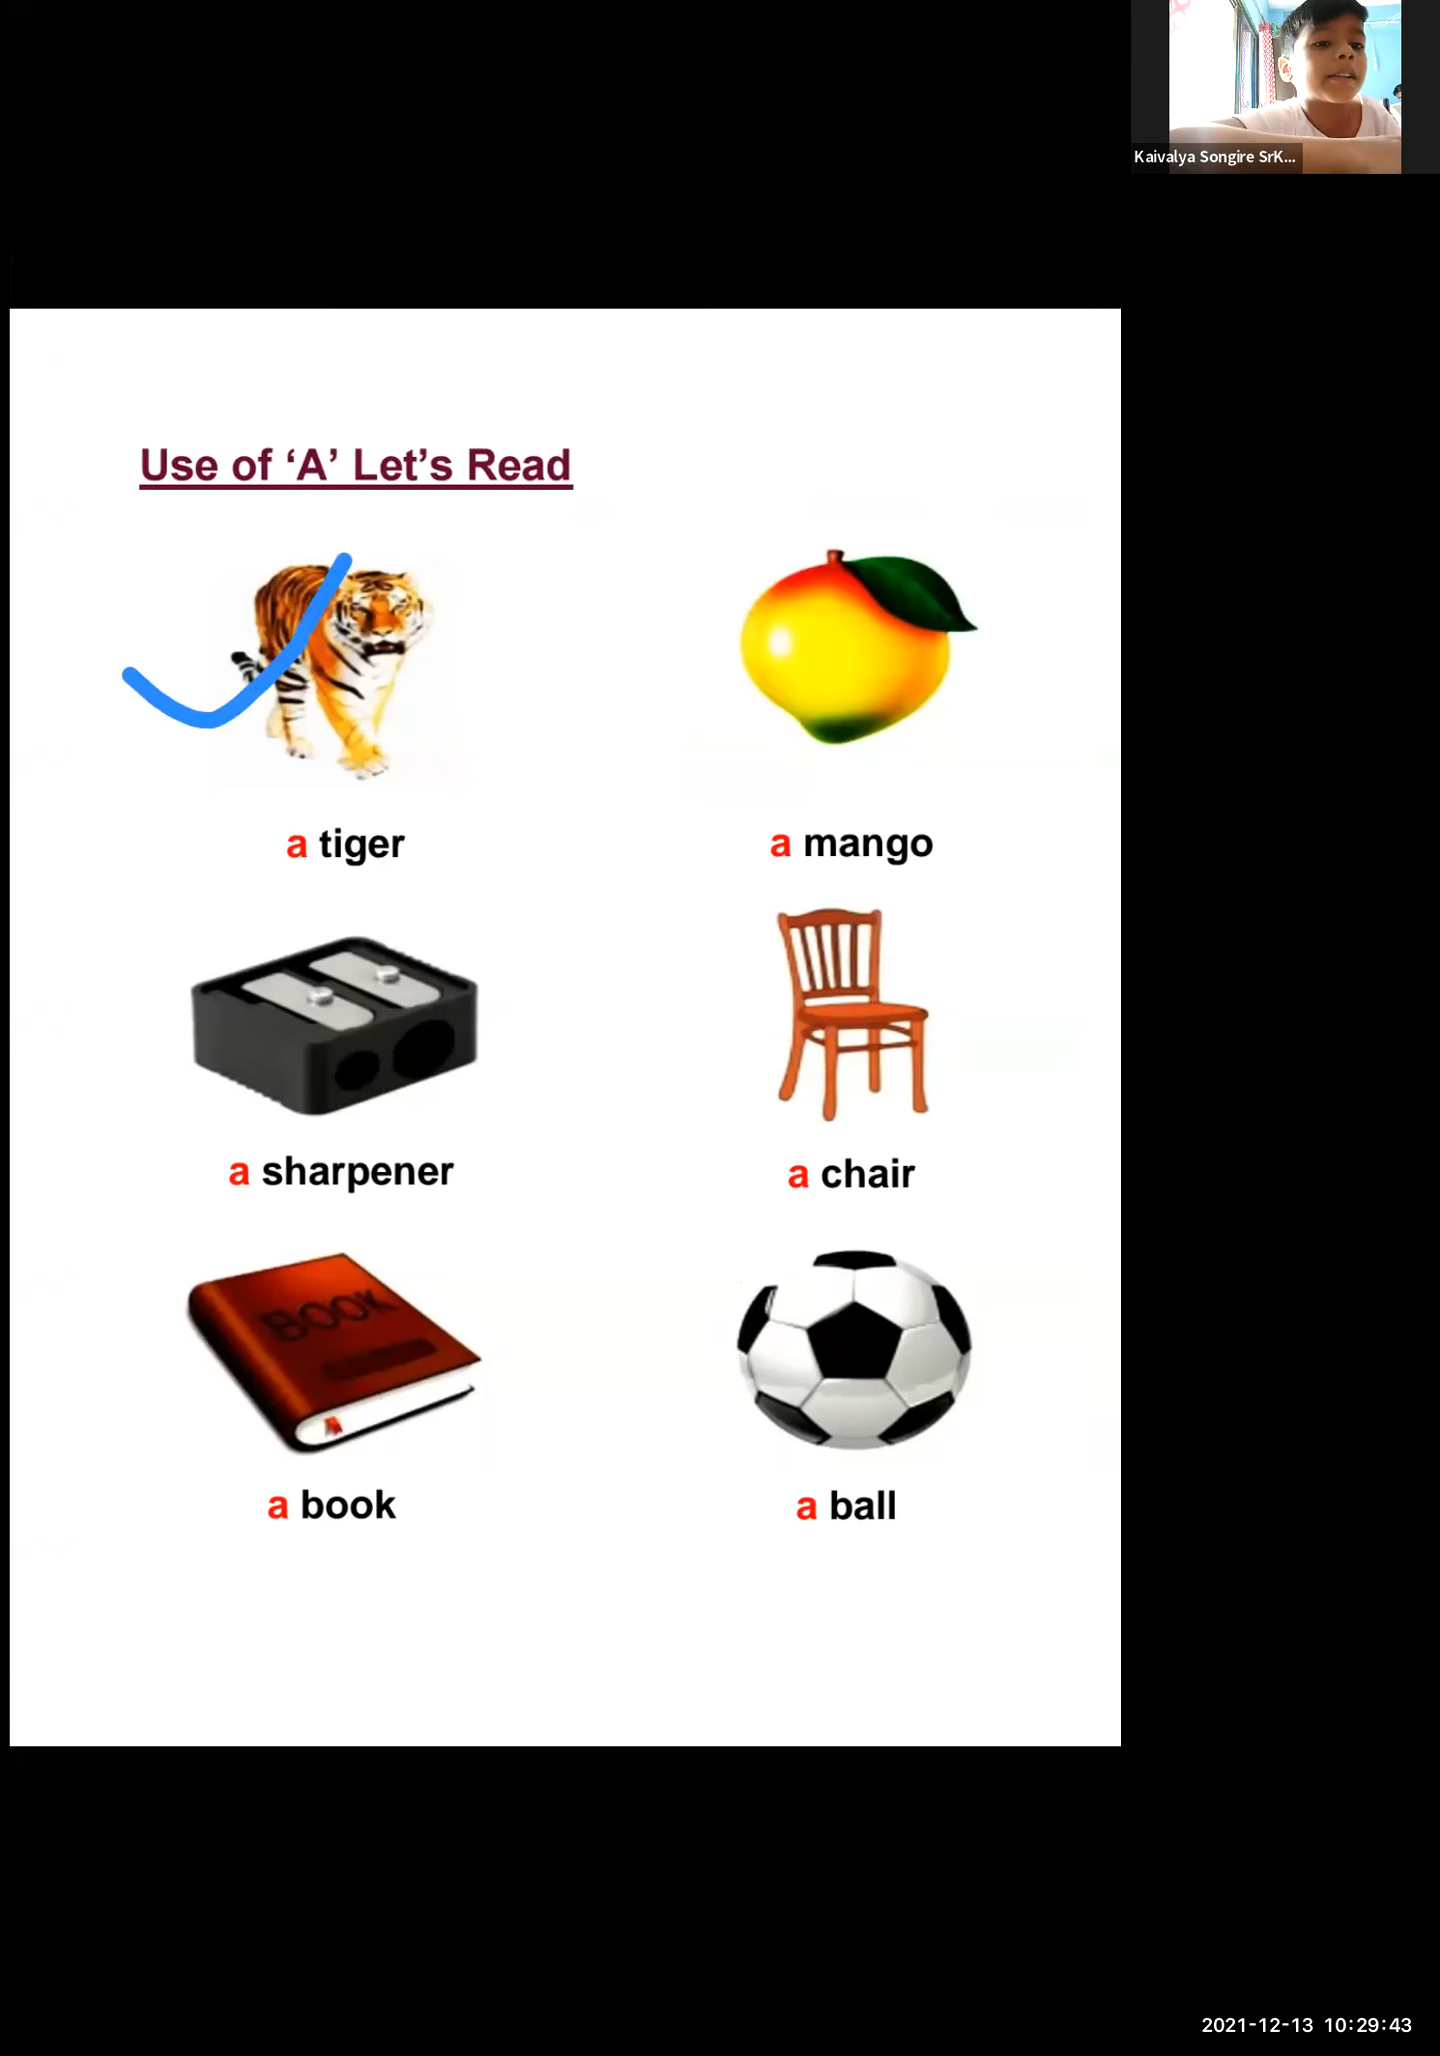 Kaivalya Songire SrK...
Use of ‘A’ Let’s Read
a tiger
a mango
a sharpener
a chair
BOOK
a book
a ball
2021-12-13 10:29:43